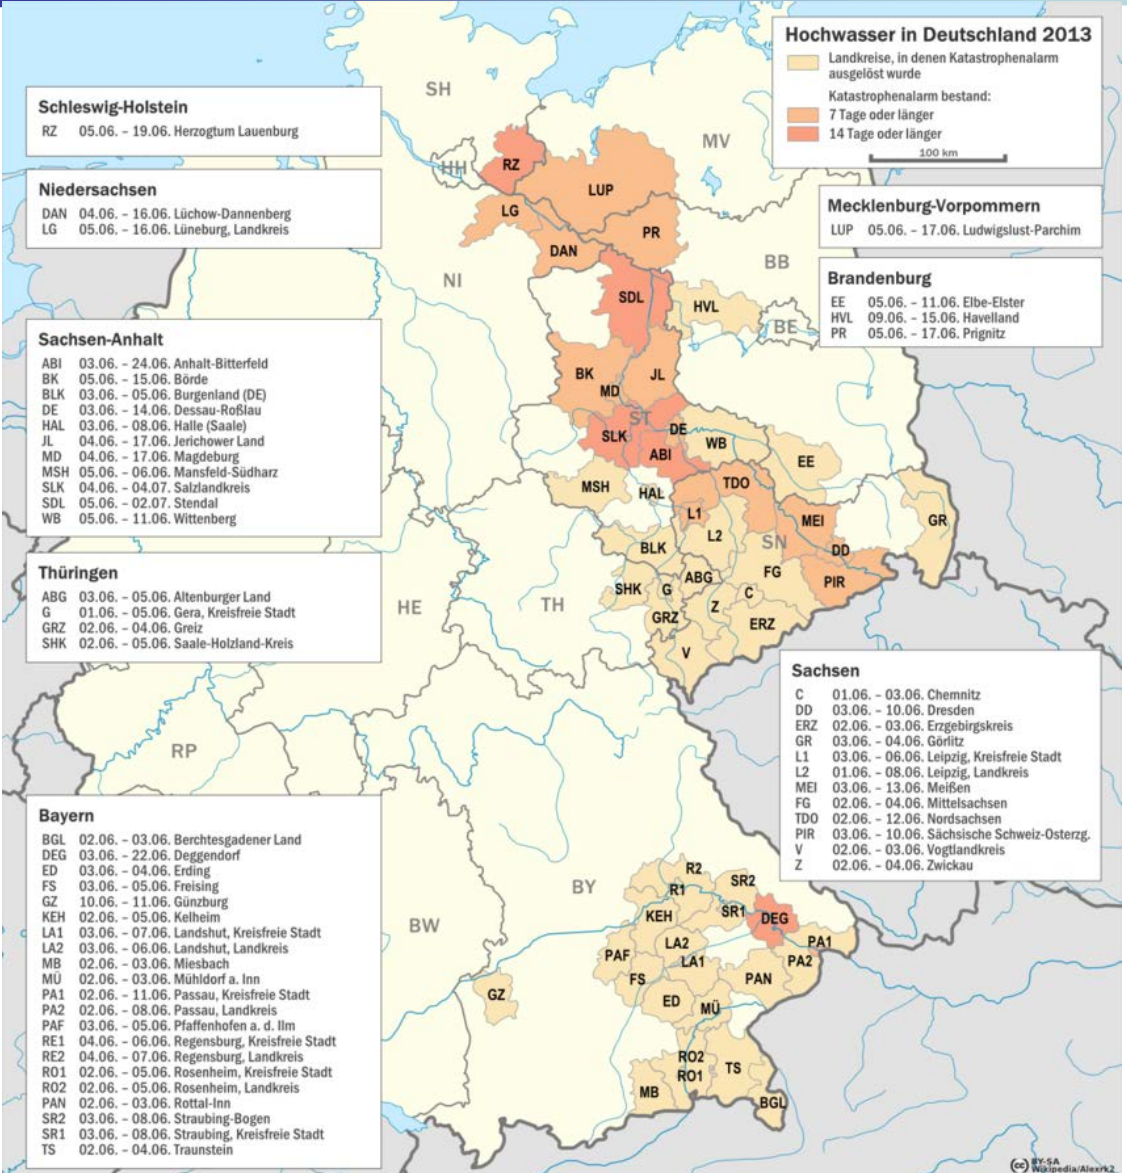 Hochwasser in Deutschland 2013
Landkreise, in denen Katastrophenalarm
ausgelöst wurde
Katastrophenalarm bestand:
7 Tage oder länger
14 Tage oder länger
100 km
Schleswig-Holstein
RZ 05.06. – 19.06. Herzogtum Lauenburg
Niedersachsen
DAN 04.06. – 16.06. Lüchow-Dannenberg
LG 05.06. – 16.06. Lüneburg, Landkreis
Mecklenburg-Vorpommern
LUP 05.06. – 17.06. Ludwigslust-Parchim
Brandenburg
EE 05.06. – 11.06. Elbe-Elster
HVL 09.06. – 15.06. Havelland
PR 05.06. – 17.06. Prignitz
Sachsen-Anhalt
ABI 03.06. – 24.06. Anhalt-Bitterfeld
BK 05.06. – 15.06. Börde
BLK 03.06. – 05.06. Burgenland (DE)
DE 03.06. – 14.06. Dessau-Roßlau
HAL 03.06. – 08.06. Halle (Saale)
JL 04.06. – 17.06. Jerichower Land
MD 04.06. – 17.06. Magdeburg
MSH 05.06. – 06.06. Mansfeld-Südharz
SLK 04.06. – 04.07. Salzlandkreis
SDL 05.06. – 02.07. Stendal
WB 05.06. – 11.06. Wittenberg
Thüringen
ABG 03.06. – 05.06. Altenburger Land
G 01.06. – 05.06. Gera, Kreisfreie Stadt
GRZ 02.06. – 04.06. Greiz
SHK 02.06. – 05.06. Saale-Holzland-Kreis
Sachsen
C 01.06. – 03.06. Chemnitz
DD 03.06. – 10.06. Dresden
ERZ 02.06. – 03.06. Erzgebirgskreis
GR 03.06. – 04.06. Görlitz
L1 03.06. – 06.06. Leipzig, Kreisfreie Stadt
L2 01.06. – 08.06. Leipzig, Landkreis
MEI 03.06. – 13.06. Meißen
FG 02.06. – 04.06. Mittelsachsen
TDO 02.06. – 12.06. Nordsachsen
PIR 03.06. – 10.06. Sächsische Schweiz-Osterzg.
V 02.06. – 03.06. Vogtlandkreis
Z 02.06. – 04.06. Zwickau
Bayern
BGL 02.06. – 03.06. Berchtesgadener Land
DEG 03.06. – 22.06. Deggendorf
ED 03.06. – 04.06. Erding
FS 03.06. – 05.06. Freising
GZ 10.06. – 11.06. Günzburg
KEH 02.06. – 05.06. Kelheim
LA1 03.06. – 07.06. Landshut, Kreisfreie Stadt
LA2 03.06. – 06.06. Landshut, Landkreis
MB 02.06. – 03.06. Miesbach
MÜ 02.06. – 03.06. Mühldorf a. Inn
PA1 02.06. – 11.06. Passau, Kreisfreie Stadt
PA2 02.06. – 08.06. Passau, Landkreis
PAF 03.06. – 05.06. Pfaffenhofen a. d. Ilm
RE1 04.06. – 06.06. Regensburg, Kreisfreie Stadt
RE2 04.06. – 07.06. Regensburg, Landkreis
RO1 02.06. – 05.06. Rosenheim, Kreisfreie Stadt
RO2 02.06. – 05.06. Rosenheim, Landkreis
PAN 02.06. – 03.06. Rottal-Inn
SR2 03.06. – 08.06. Straubing-Bogen
SR1 03.06. – 08.06. Straubing, Kreisfreie Stadt
TS 02.06. – 04.06. Traunstein
SH
MV
HH
RZ
LUP
LG
PR
DAN
BB
NI
SDL
HVL
BE
BK
JL
MD
ST
SLK
DE
WB
ABI
EE
TDO
MSH
HAL
L1
MEI
GR
L2
SN
DD
BLK
FG
PIR
ABG
SHK
G
C
HE
TH
Z
GRZ
ERZ
V
RP
R2
SR2
BY
R1
KEH
SR1
DEG
BW
LA2
PA1
PAF
LA1
PA2
FS
PAN
GZ
ED
MÜ
RO2
TS
RO1
MB
BGL
cc BY-SA
Wikipedia/Alexrk2